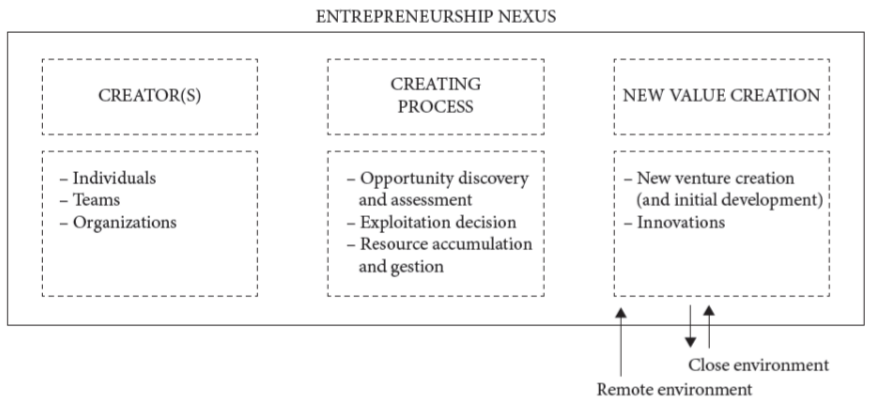 ENTREPRENEURSHIP NEXUS
CREATOR(S)
– Individuals
– Teams
– Organizations
CREATING
PROCESS
– Opportunity discovery
and assessment
– Exploitation decision
– Resource accumulation
and gestion
NEW VALUE CREATION
– New venture creation
(and initial development)
– Innovations
Close environment
Remote environment